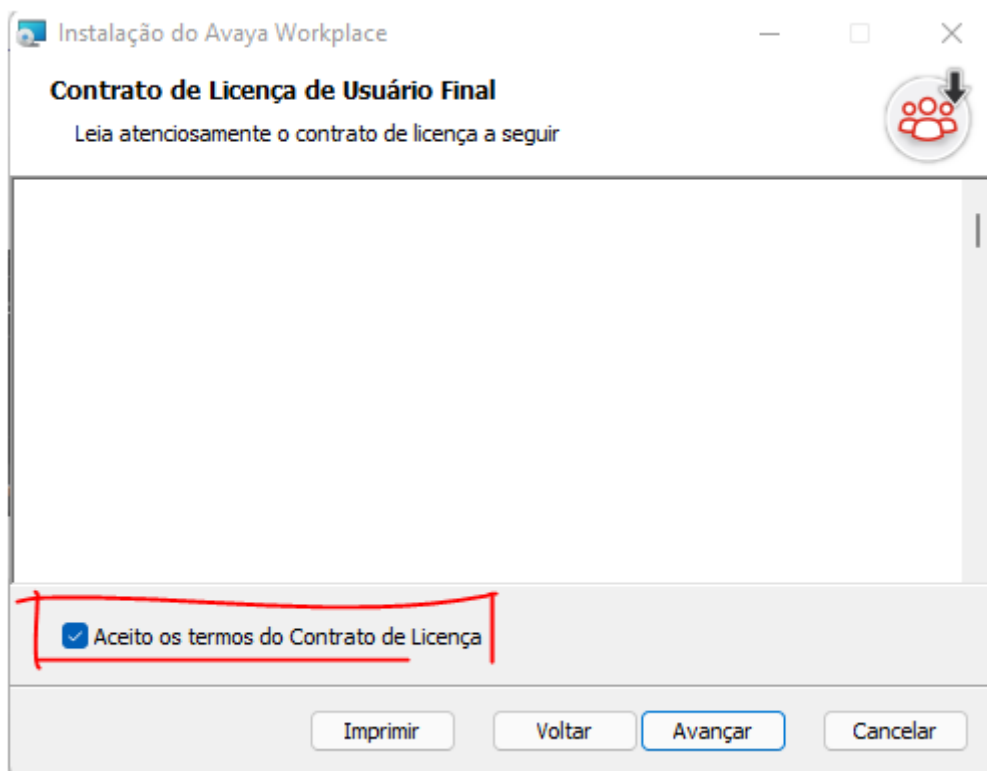 Instalação do Avaya Workplace
Contrato de Licença de Usuário Final
Leia atenciosamente o contrato de licença a seguir
Aceito os termos do Contrato de Licença
Imprimir Voltar Avançar Cancelar